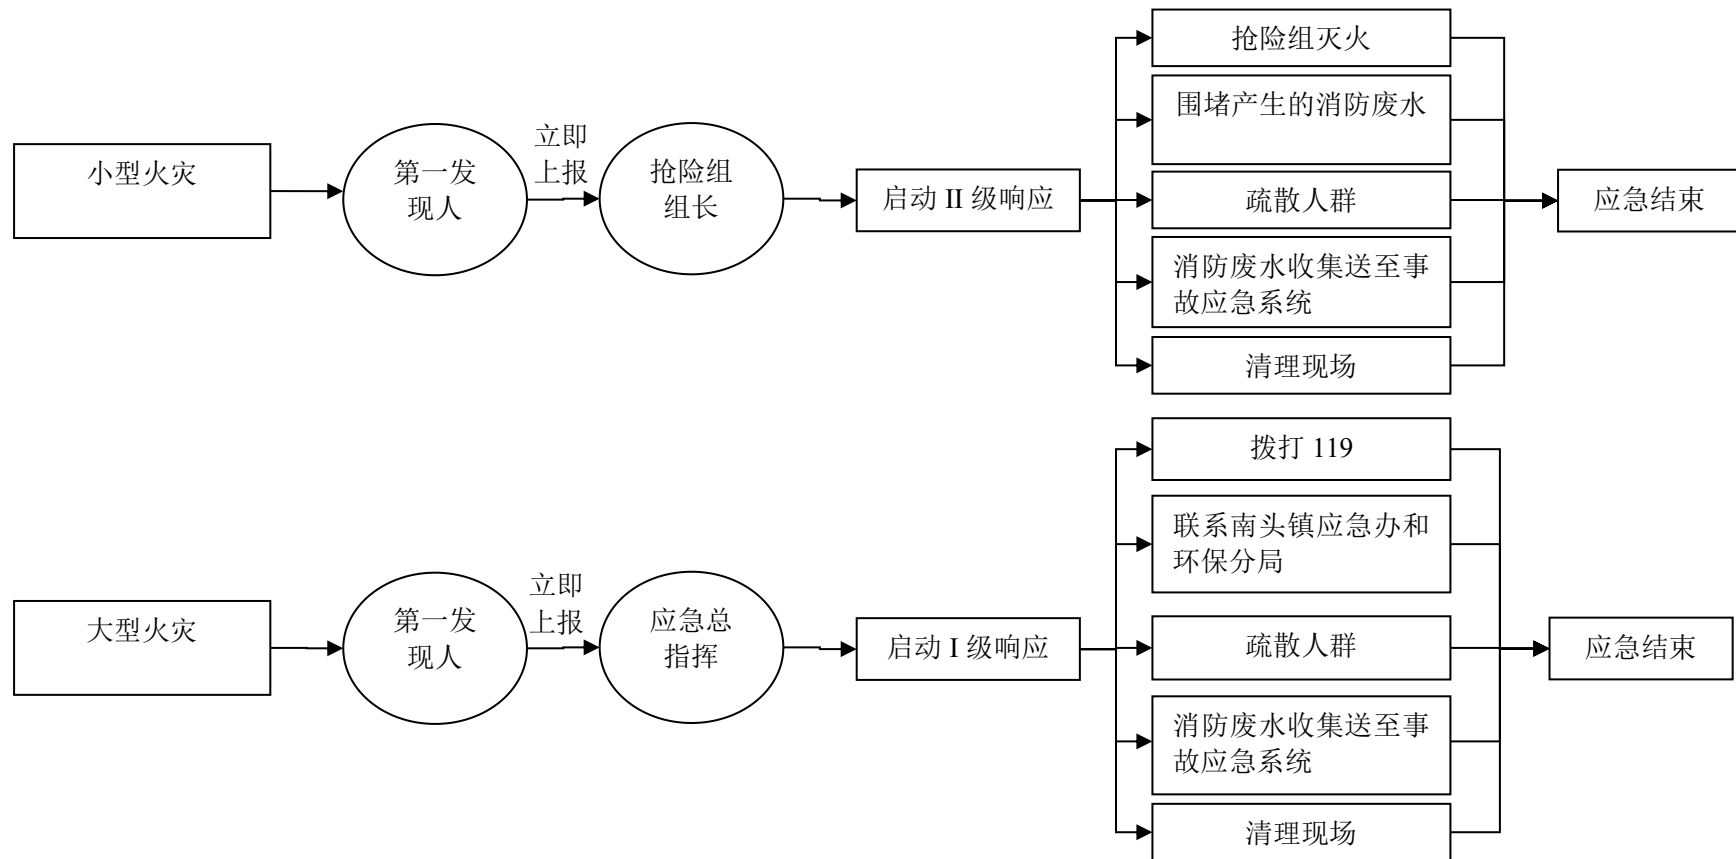 小型火灾
第一发
现人
立即
上报
抢险组
组长
启动 II 级响应
抢险组灭火
围堵产生的消防废水
疏散人群
消防废水收集送至事
故应急系统
清理现场
应急结束
大型火灾
第一发
现人
立即
上报
应急总
指挥
启动 I 级响应
拨打 119
联系南头镇应急办和
环保分局
疏散人群
消防废水收集送至事
故应急系统
清理现场
应急结束